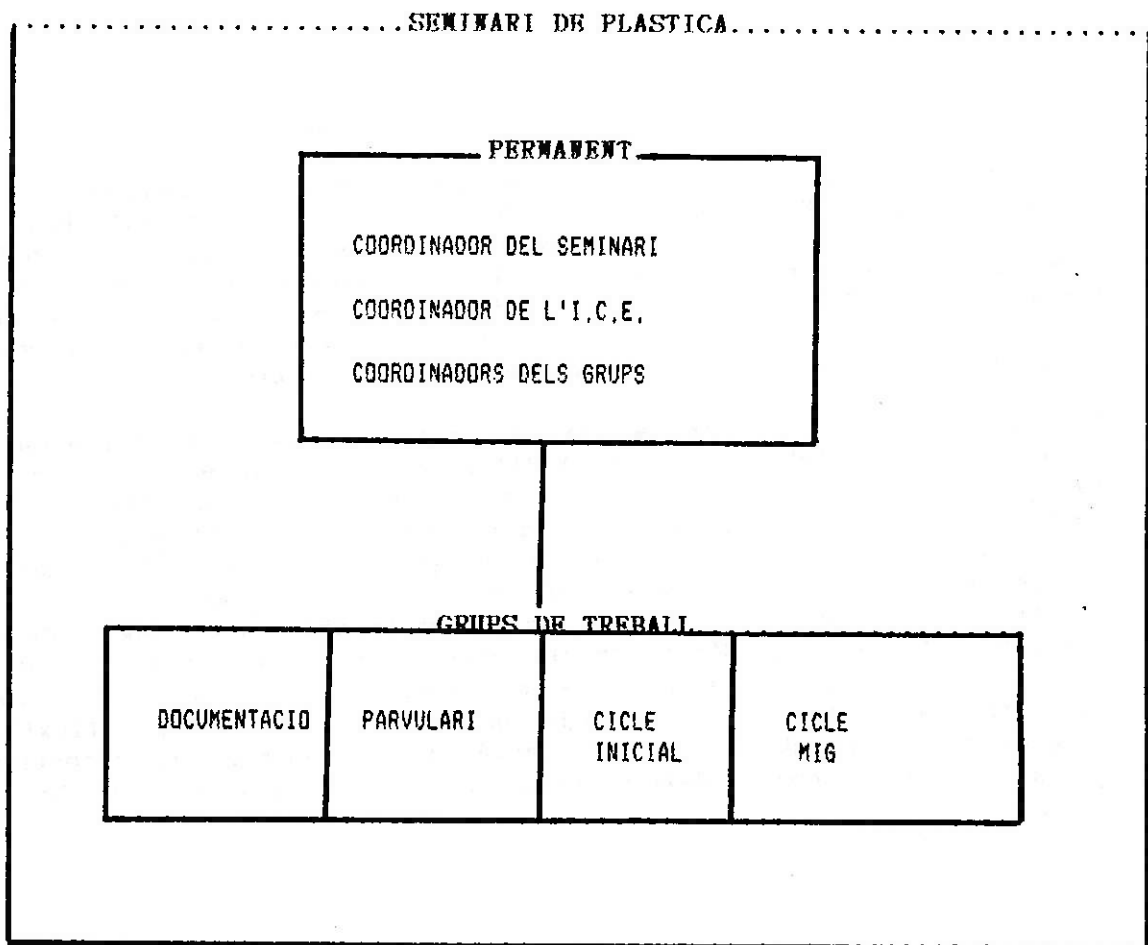 SEMINARI DE PLASTICA
PERMANENT
COORDINADOR DEL SEMINARI
COORDINADOR DE L'I.C.E.
COORDINADORS DELS GRUPS
GRUPS DE TREBALL
DOCUMENTACIO PARVULARI CICLE CICLE
INICIAL MIG